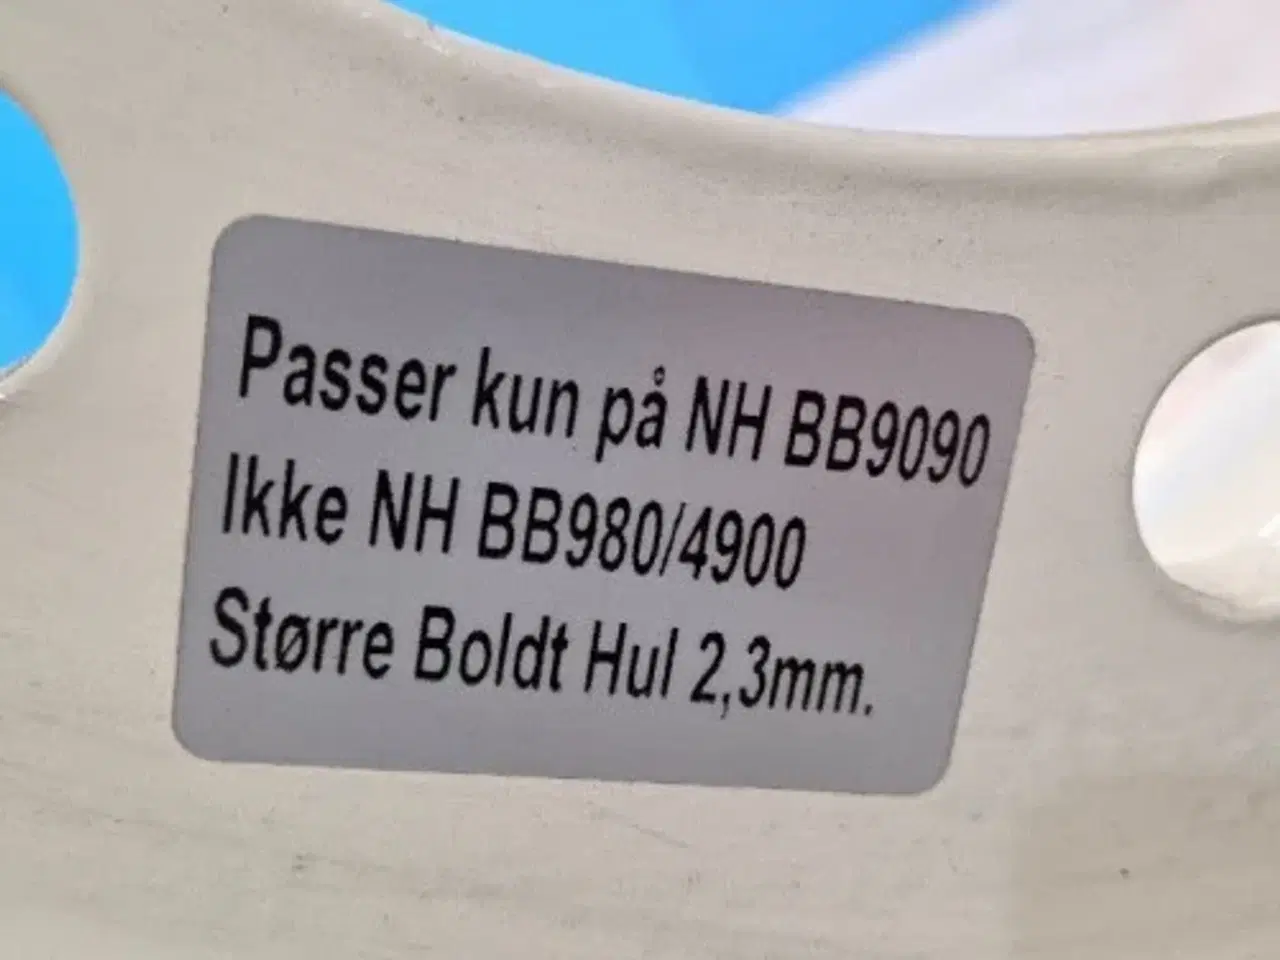 Passer kun på NH BB9090
Ikke NH BB980/4900
Større Boldt Hul 2,3mm.